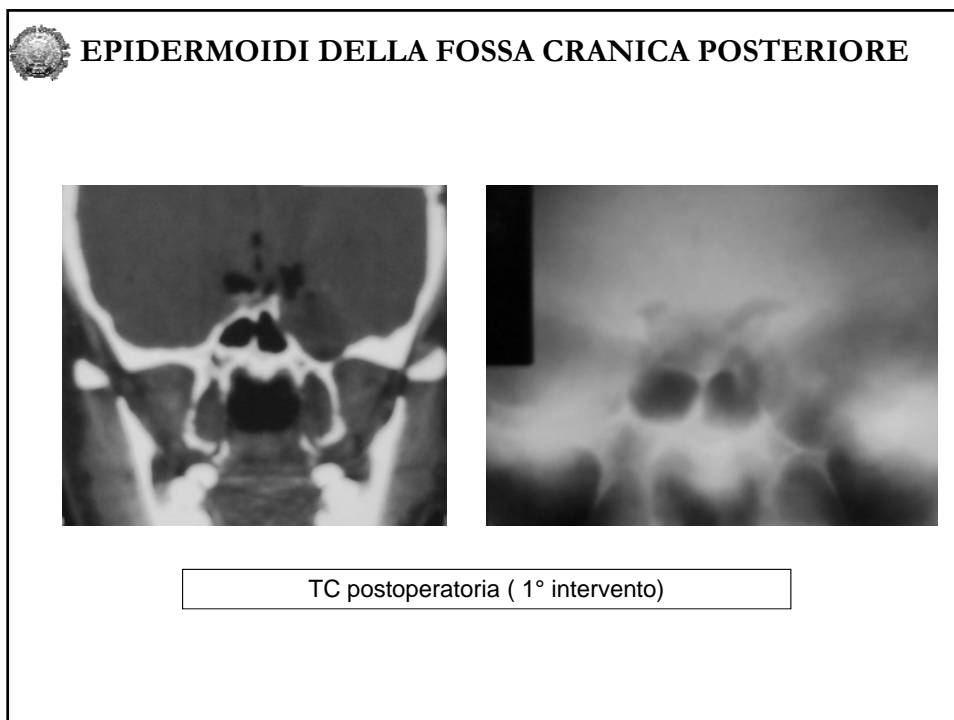 EPIDERMOIDI DELLA FOSSA CRANICA POSTERIORE
TC postoperatoria ( 1° intervento)